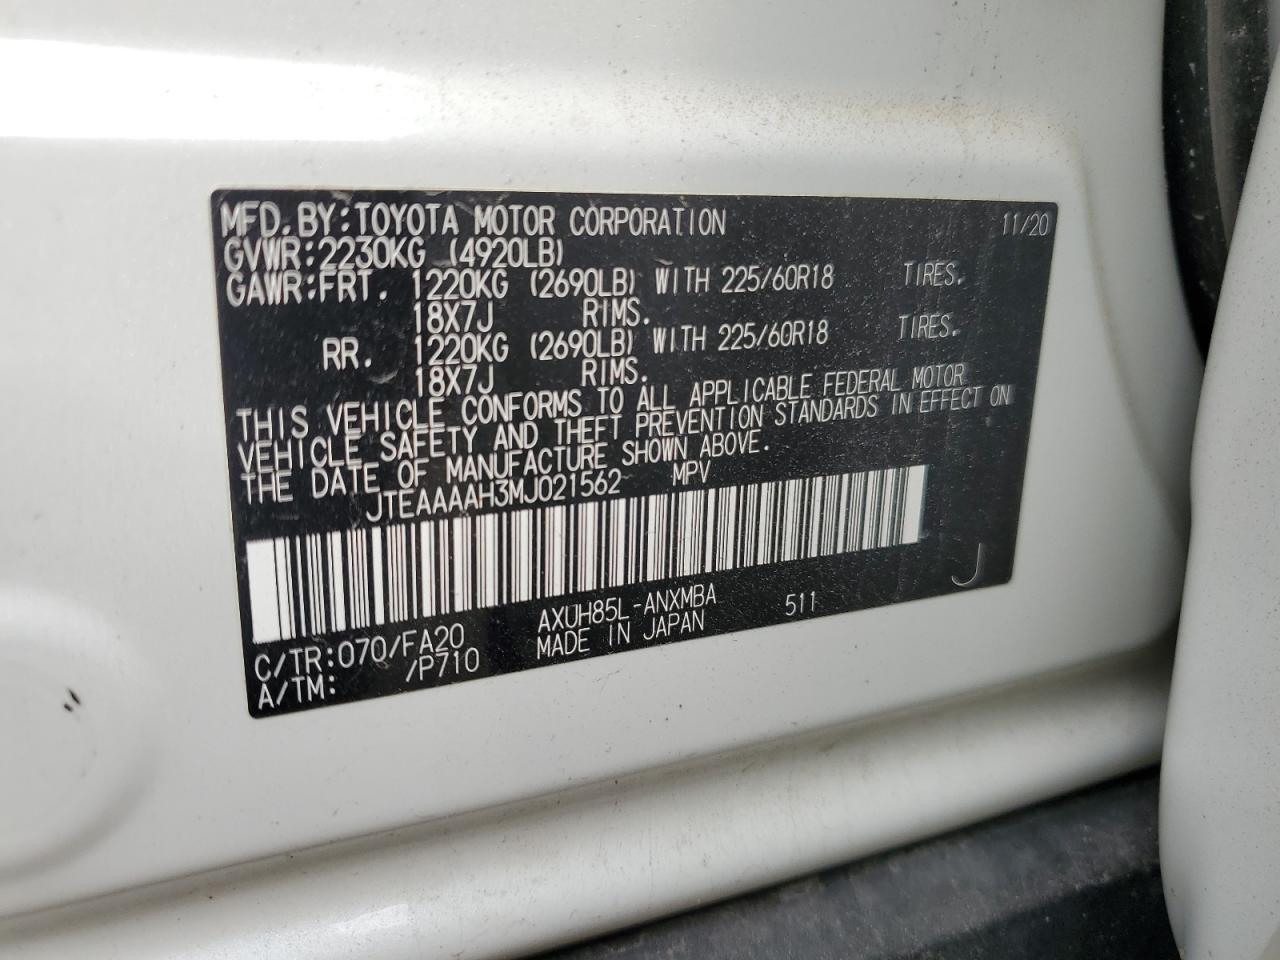 MFD.BY:TOYOTA MOTOR CORPORATION 11/20
GVWR:2230KG (4920LB)
GAWR:FRT. 1220KG (2690LB) WITH 225/60R18 TIRES.
18X7J RIMS.
RR. 1220KG (2690LB) WITH 225/60R18 TIRES.
18X7J RIMS.
THIS VEHICLE CONFORMS TO ALL APPLICABLE FEDERAL MOTOR
VEHICLE SAFETY AND THEFT PREVENTION STANDARDS IN EFFECT ON
THE DATE OF MANUFACTURE SHOWN ABOVE.
JTEAAAAH3MJ021562 MPV
C/TR:070/FA20 AXUH85L-ANXMBA 511 J
A/TM: /P710 MADE IN JAPAN